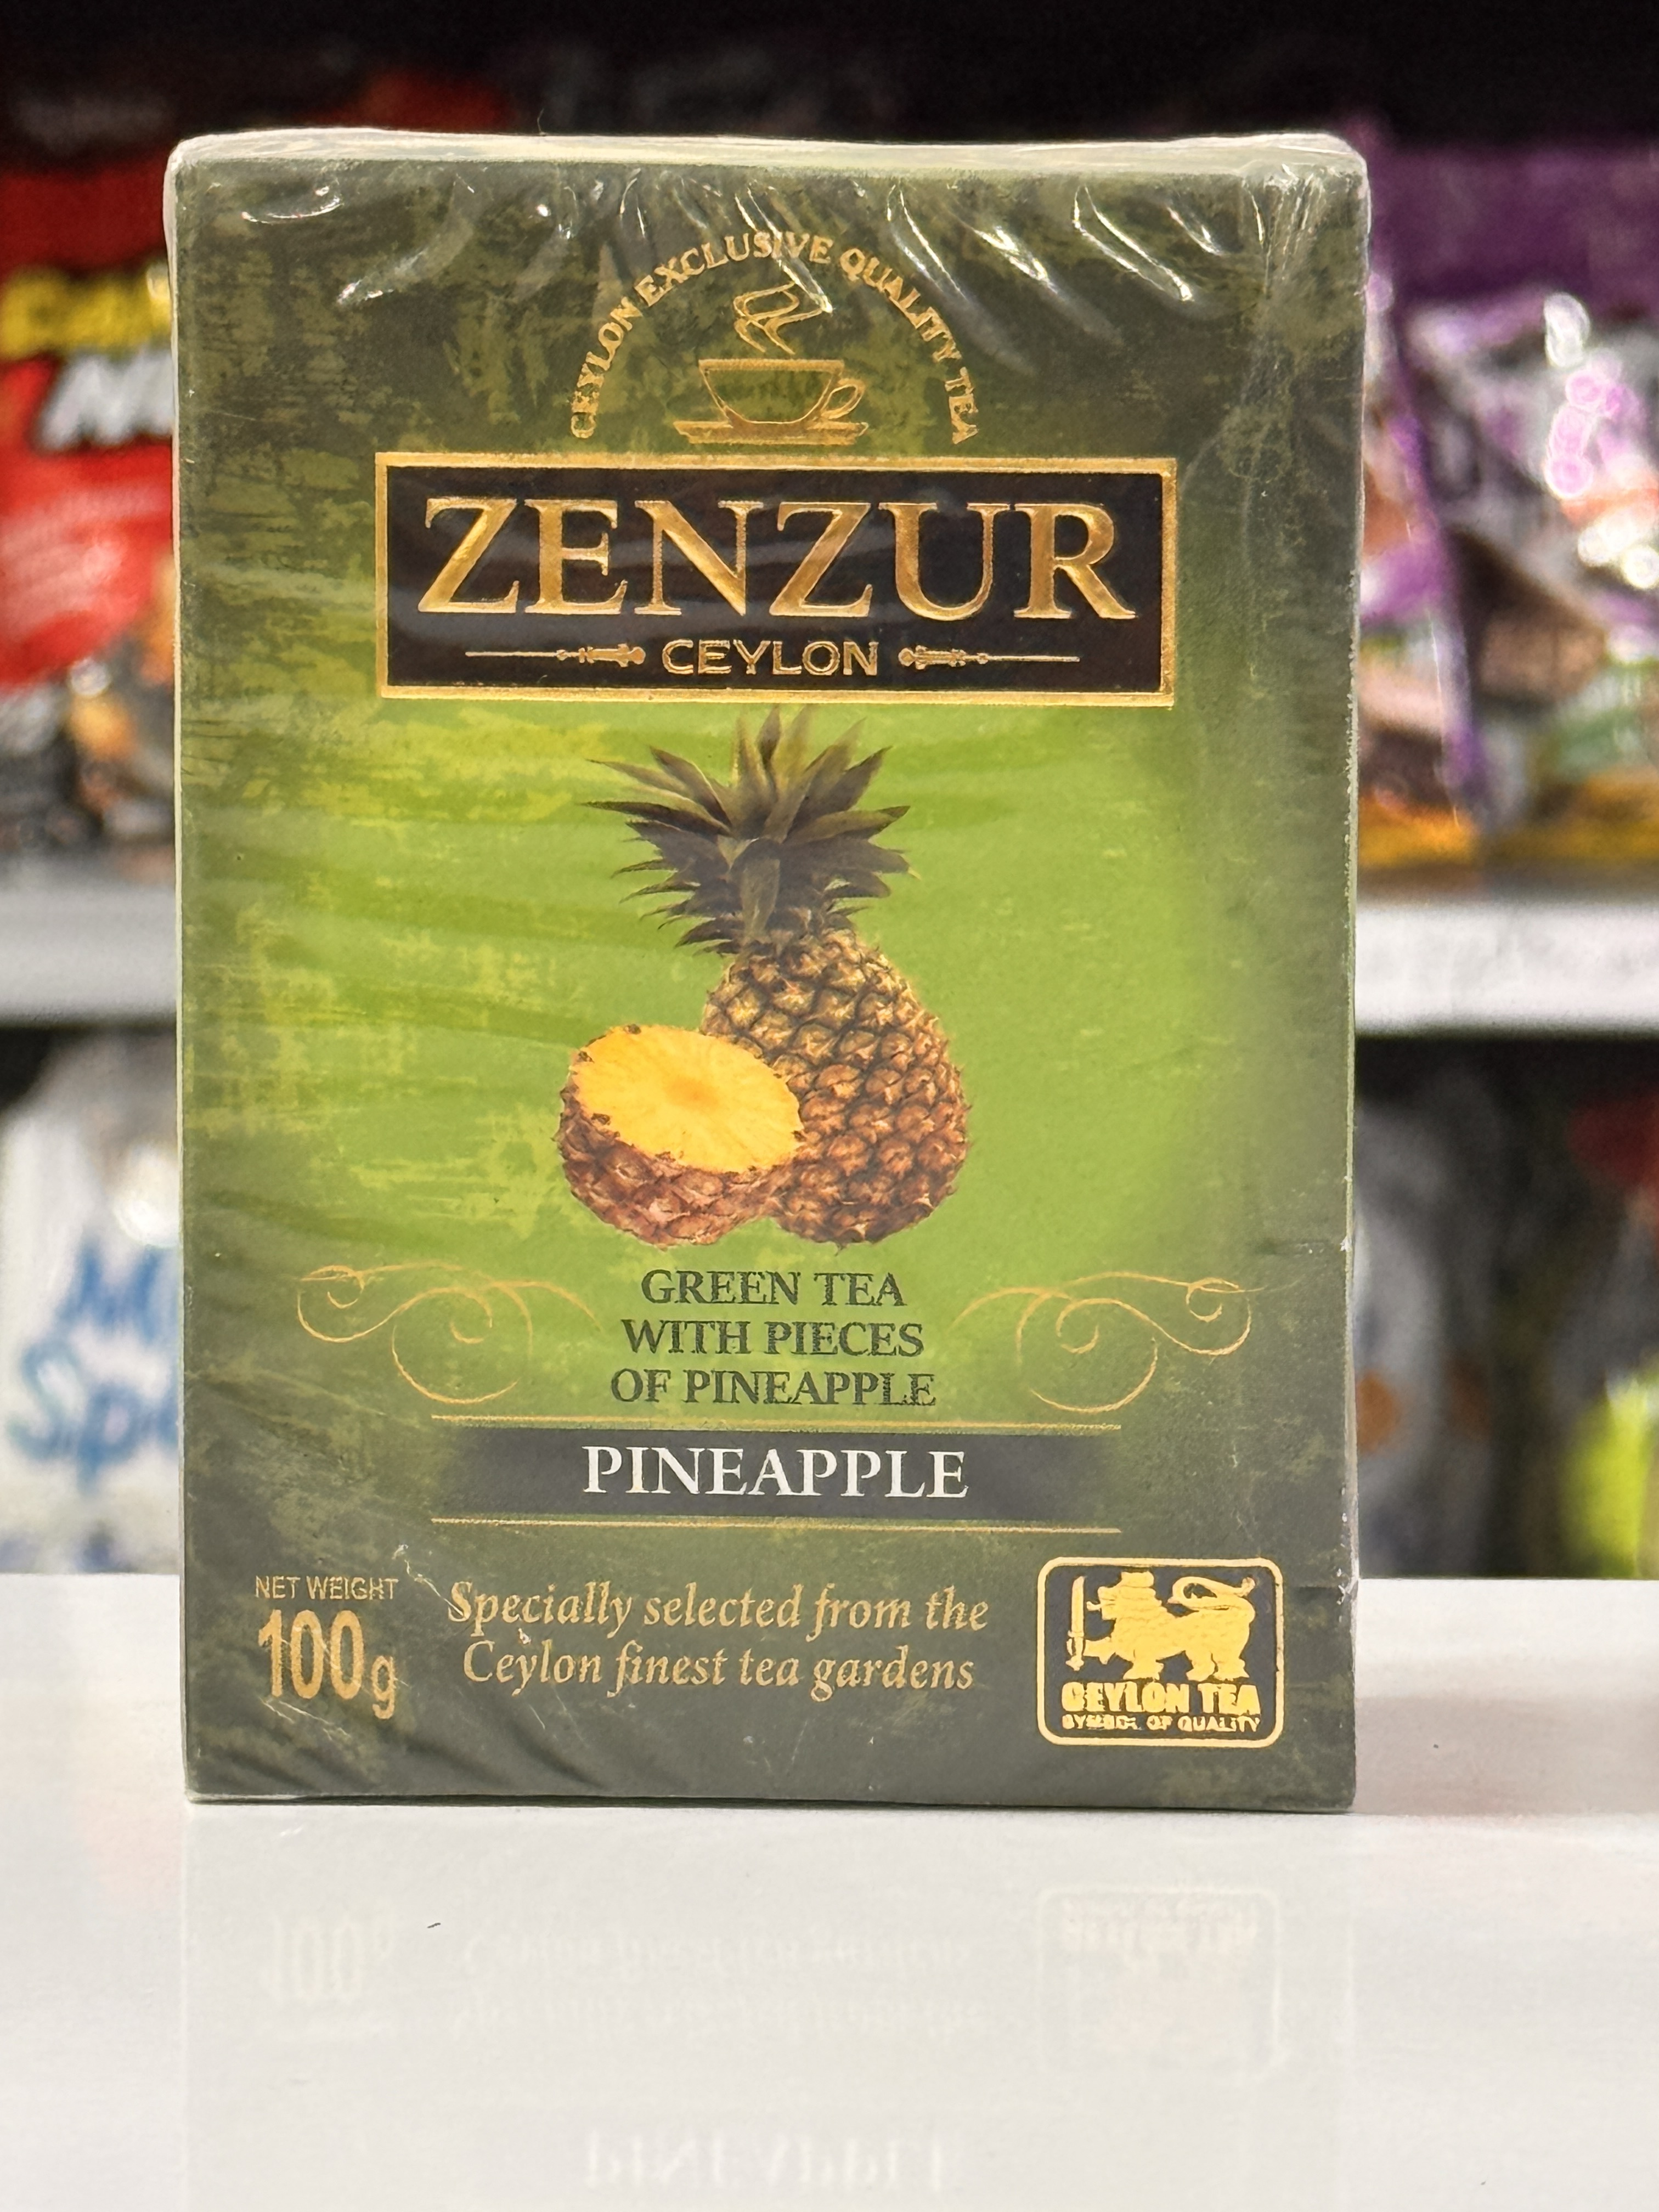 CEYLON EXCLUSIVE QUALITY TEA
ZENZUR
CEYLON
GREEN TEA
WITH PIECES
OF PINEAPPLE
PINEAPPLE
NET WEIGHT
100g
Specially selected from the
Ceylon finest tea gardens
CEYLON TEA
SYMBOL OF QUALITY